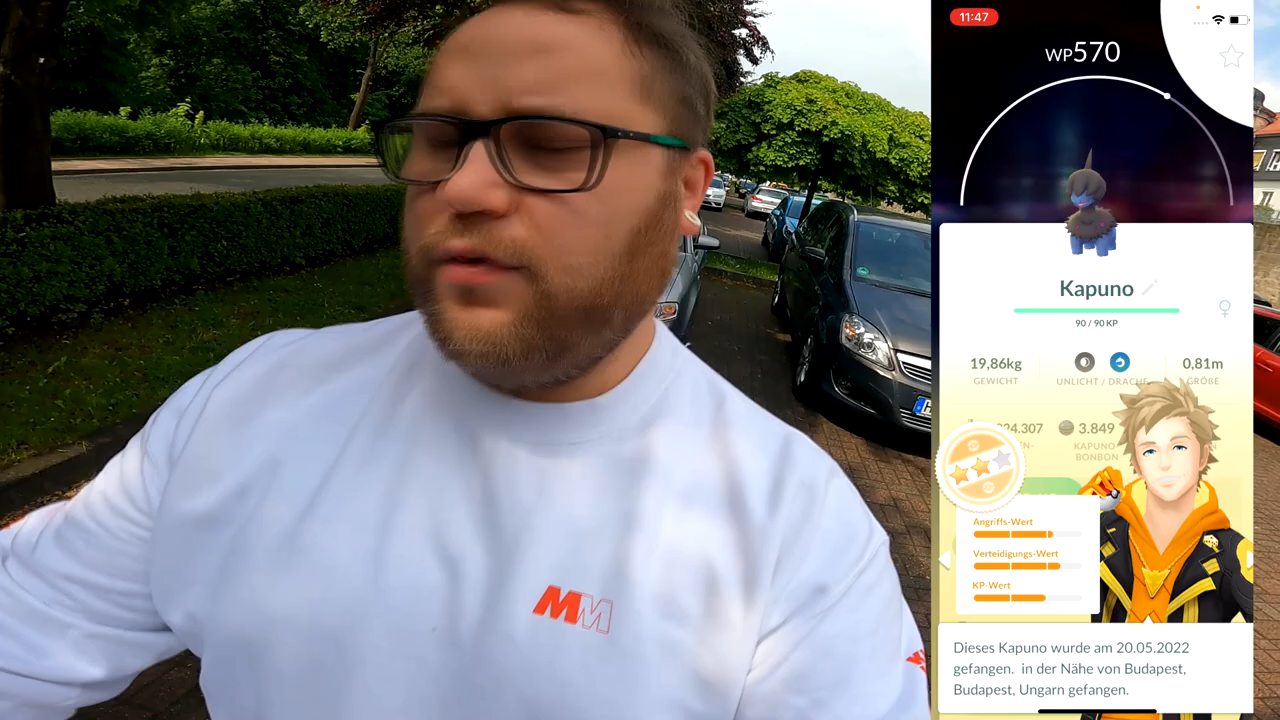 11:47
WP570
Kapuno
90 / 90 KP
19,86kg
GEWICHT
UNLICHT / DRACHE
0,81m
GRÖßE
24.307
3.849
KAPUNO
BONBON
Angriffs-Wert
Verteidigungs-Wert
KP-Wert
Dieses Kapuno wurde am 20.05.2022
gefangen. in der Nähe von Budapest,
Budapest, Ungarn gefangen.
MM